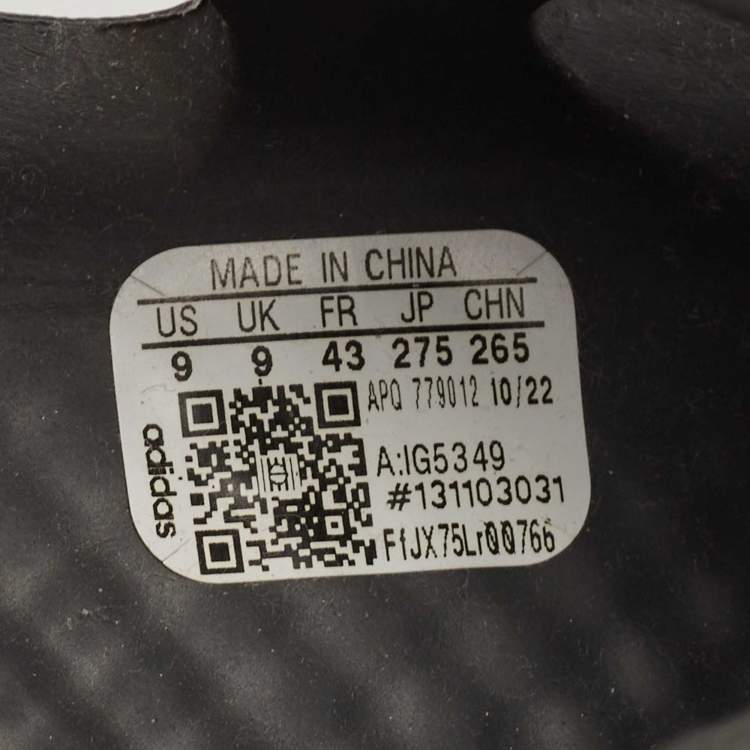 MADE IN CHINA
US UK FR JP CHN
9 9 43 275 265
APQ 779012 10/22
adidas
A:IG5349
#131103031
FfJX75Lr00766